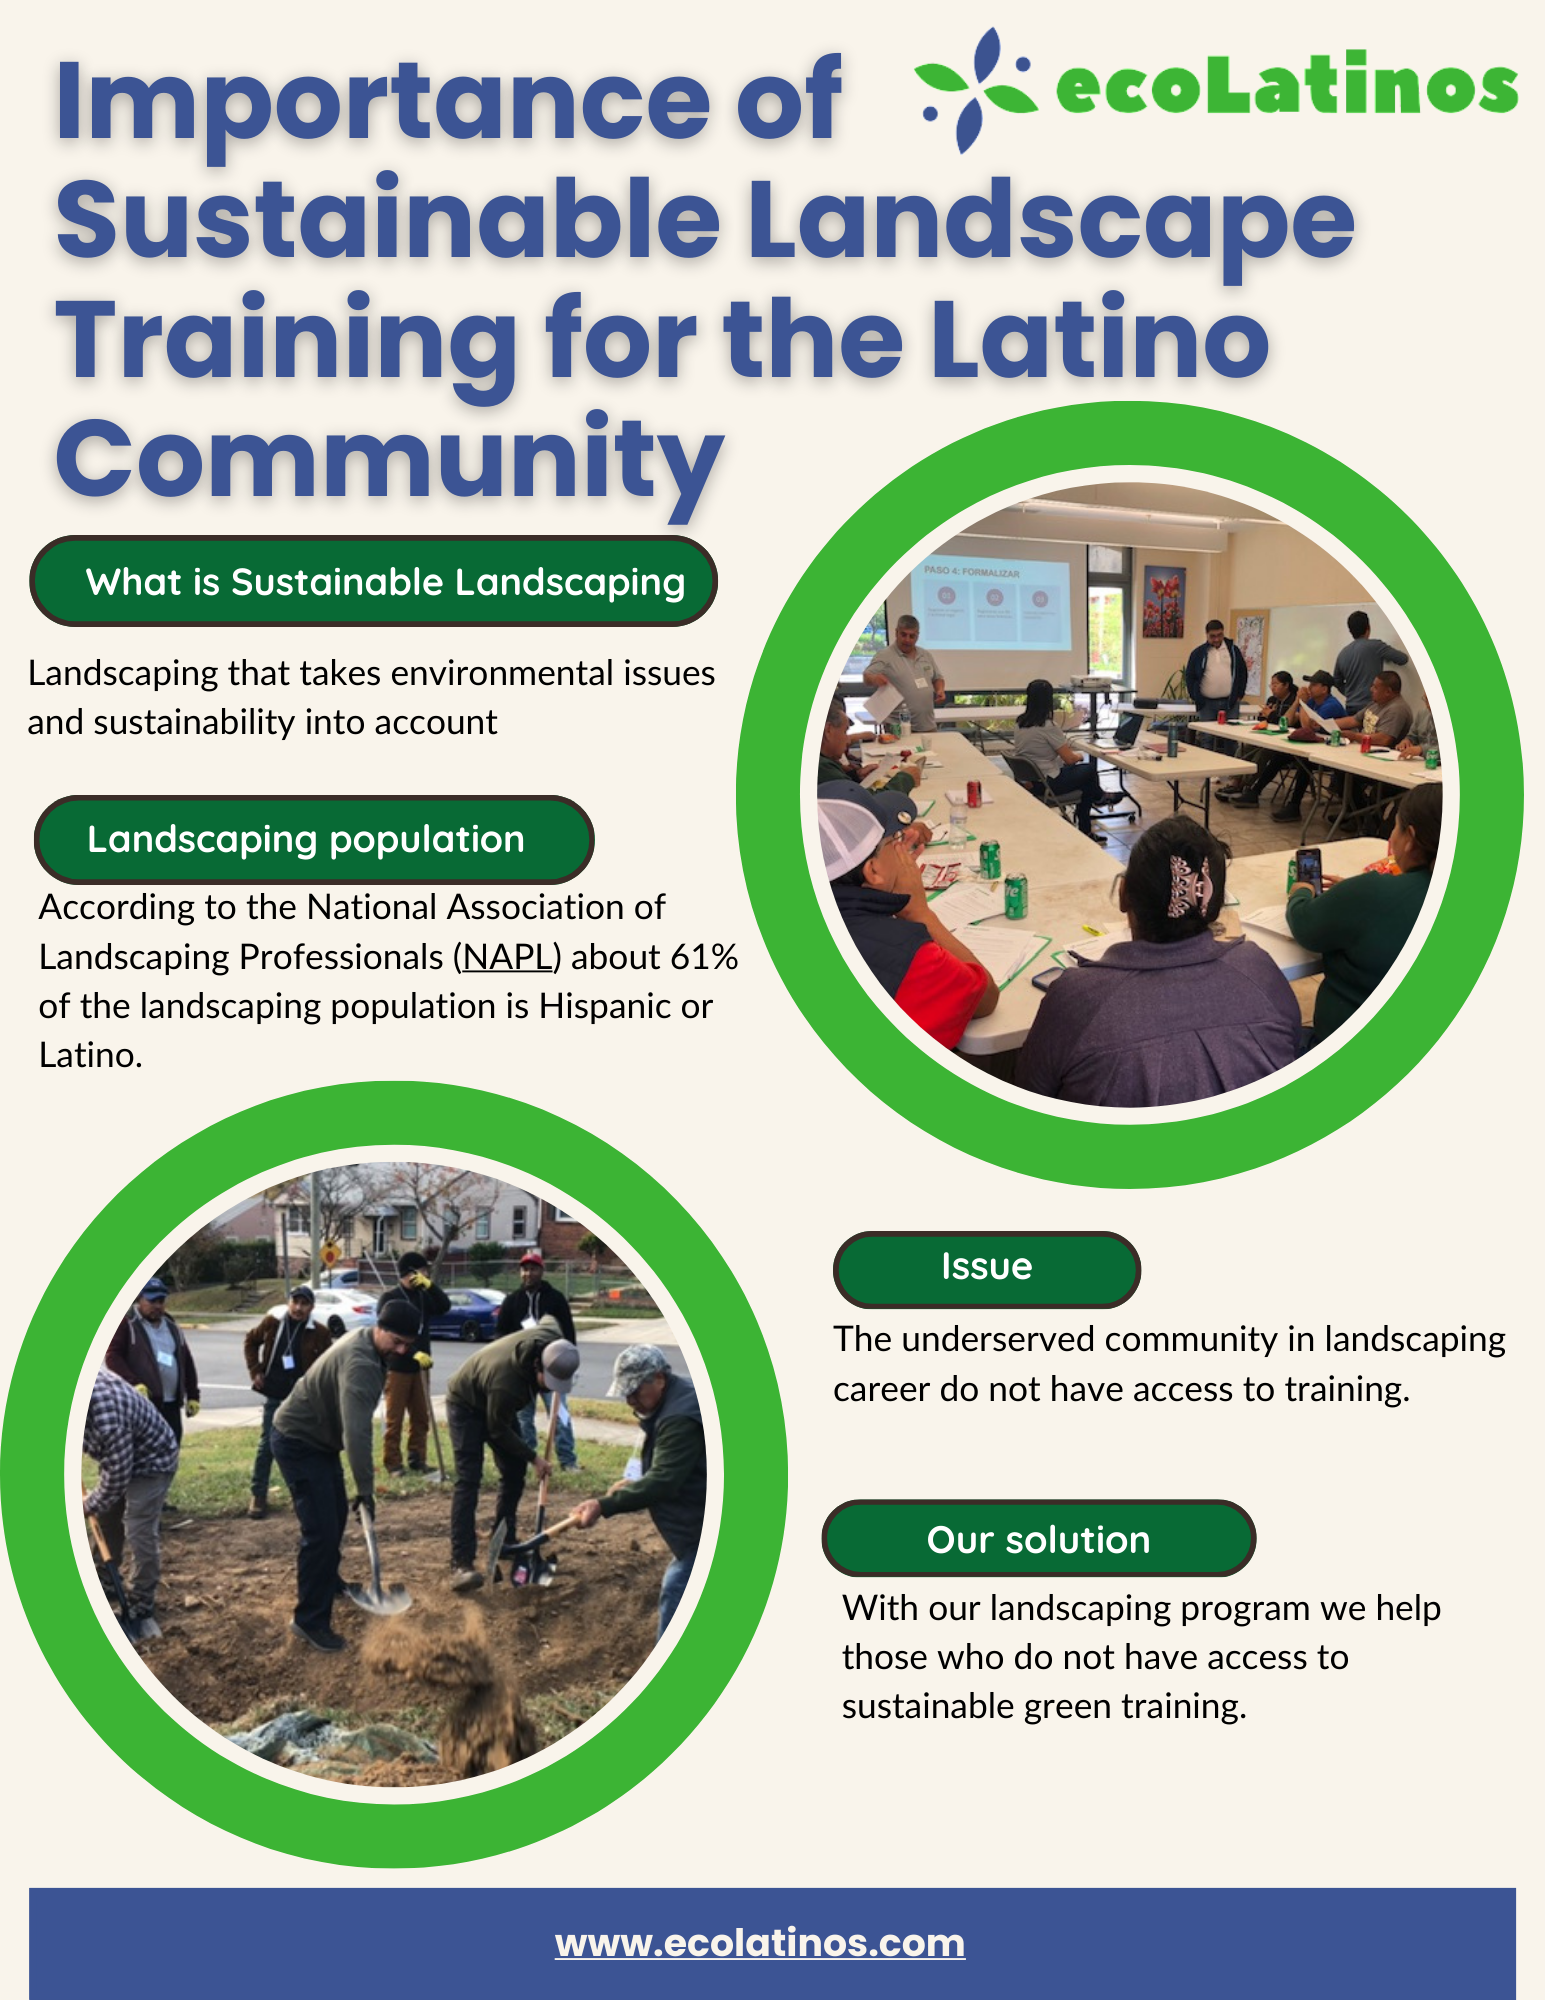 Importance of
ecoLatinos
Sustainable Landscape
Training for the Latino
Community
What is Sustainable Landscaping
Landscaping that takes environmental issues
and sustainability into account
Landscaping population
According to the National Association of
Landscaping Professionals (NAPL) about 61%
of the landscaping population is Hispanic or
Latino.
PASO 4: FORMALIZAR
01
02
03
Issue
The underserved community in landscaping
career do not have access to training.
Our solution
With our landscaping program we help
those who do not have access to
sustainable green training.
www.ecolatinos.com